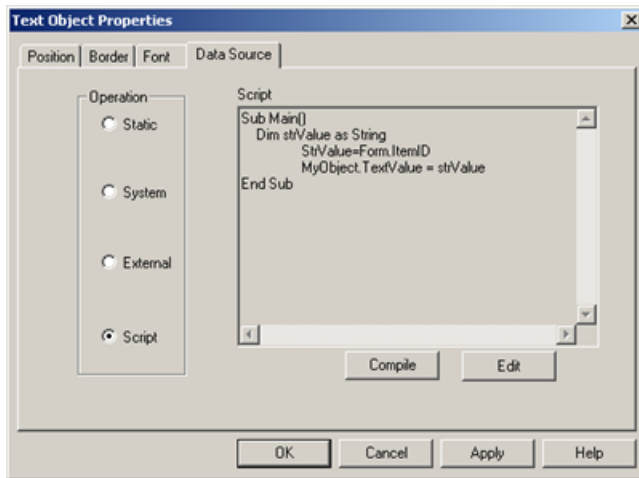 Text Object Properties
Position Border Font Data Source
Operation
Static
System
External
Script
Script
Sub Main()
Dim strValue as String
StrValue=Form.ItemID
MyObject.TextValue = strValue
End Sub
Compile Edit
OK Cancel Apply Help